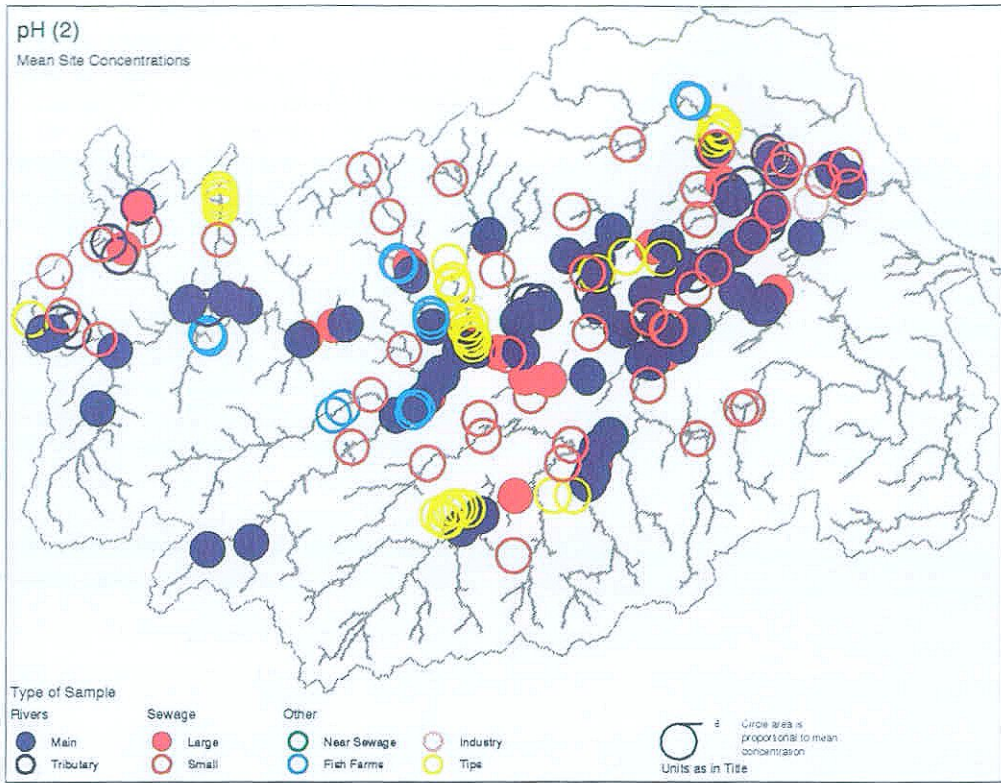 pH (2)
Mean Site Concentrations
Type of Sample
Rivers
Main
Tributary
Sewage
Large
Small
Other
Near Sewage
Fish Farms
Industry
Tips
a
Circle area is
proportional to mean
concentration
Units as in Title